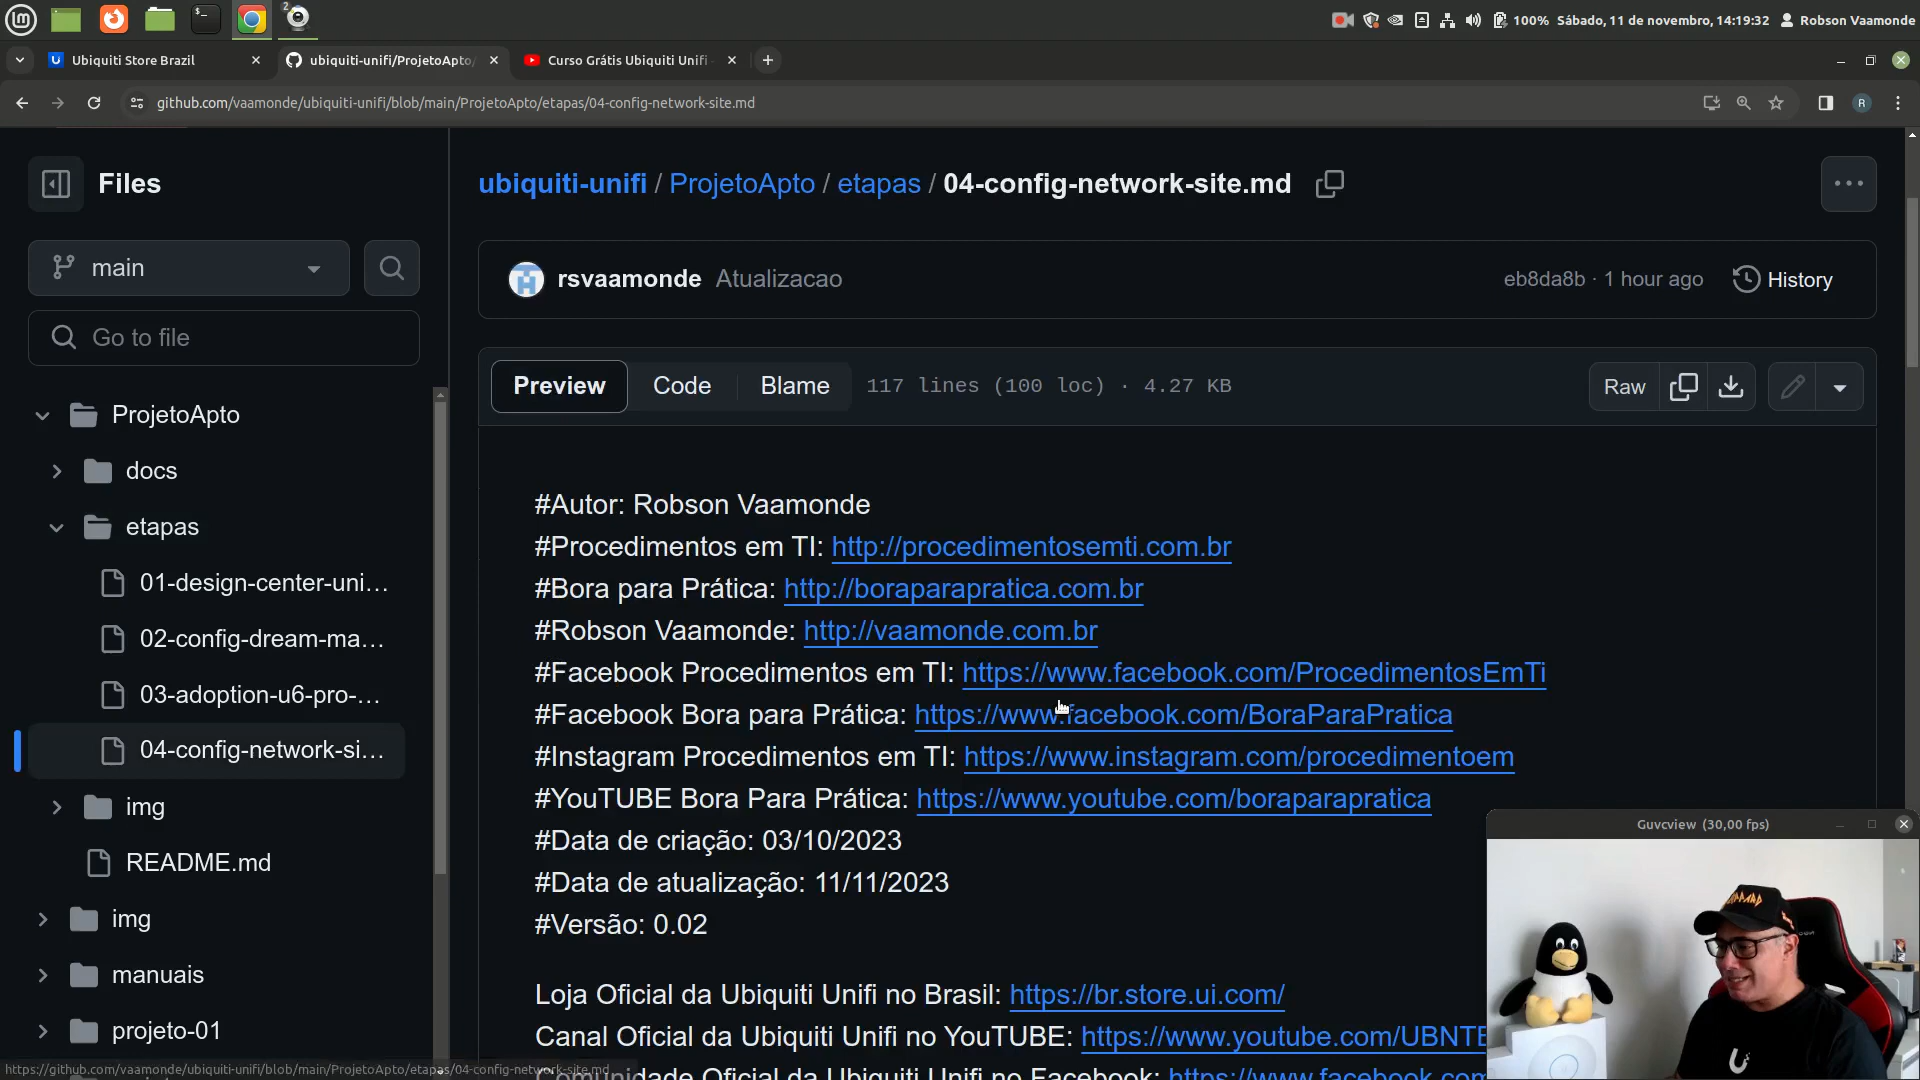 100% Sábado, 11 de novembro, 14:19:32 Robson Vaamonde
Ubiquiti Store Brazil
ubiquiti-unifi/ProjetoApto/
Curso Grátis Ubiquiti Unifi
github.com/vaamonde/ubiquiti-unifi/blob/main/ProjetoApto/etapas/04-config-network-site.md
R
Files
ubiquiti-unifi / ProjetoApto / etapas / 04-config-network-site.md
main
rsvaamonde Atualizacao
eb8da8b · 1 hour ago
History
Go to file
Preview Code Blame 117 lines (100 loc) · 4.27 KB Raw
ProjetoApto
docs
etapas
01-design-center-uni...
02-config-dream-ma...
03-adoption-u6-pro-...
04-config-network-si...
img
README.md
img
manuais
projeto-01
#Autor: Robson Vaamonde
#Procedimentos em TI: http://procedimentosemti.com.br
#Bora para Prática: http://boraparapratica.com.br
#Robson Vaamonde: http://vaamonde.com.br
#Facebook Procedimentos em TI: https://www.facebook.com/ProcedimentosEmTi
#Facebook Bora para Prática: https://www.facebook.com/BoraParaPratica
#Instagram Procedimentos em TI: https://www.instagram.com/procedimentoem
#YouTUBE Bora Para Prática: https://www.youtube.com/boraparapratica
#Data de criação: 03/10/2023
#Data de atualização: 11/11/2023
#Versão: 0.02
Loja Oficial da Ubiquiti Unifi no Brasil: https://br.store.ui.com/
Canal Oficial da Ubiquiti Unifi no YouTUBE: https://www.youtube.com/UBNTE
Comunidade Oficial da Ubiquiti Unifi no Facebook: https://www.facebook.com
Guvcview (30,00 fps)
https://github.com/vaamonde/ubiquiti-unifi/blob/main/ProjetoApto/etapas/04-config-network-site.md